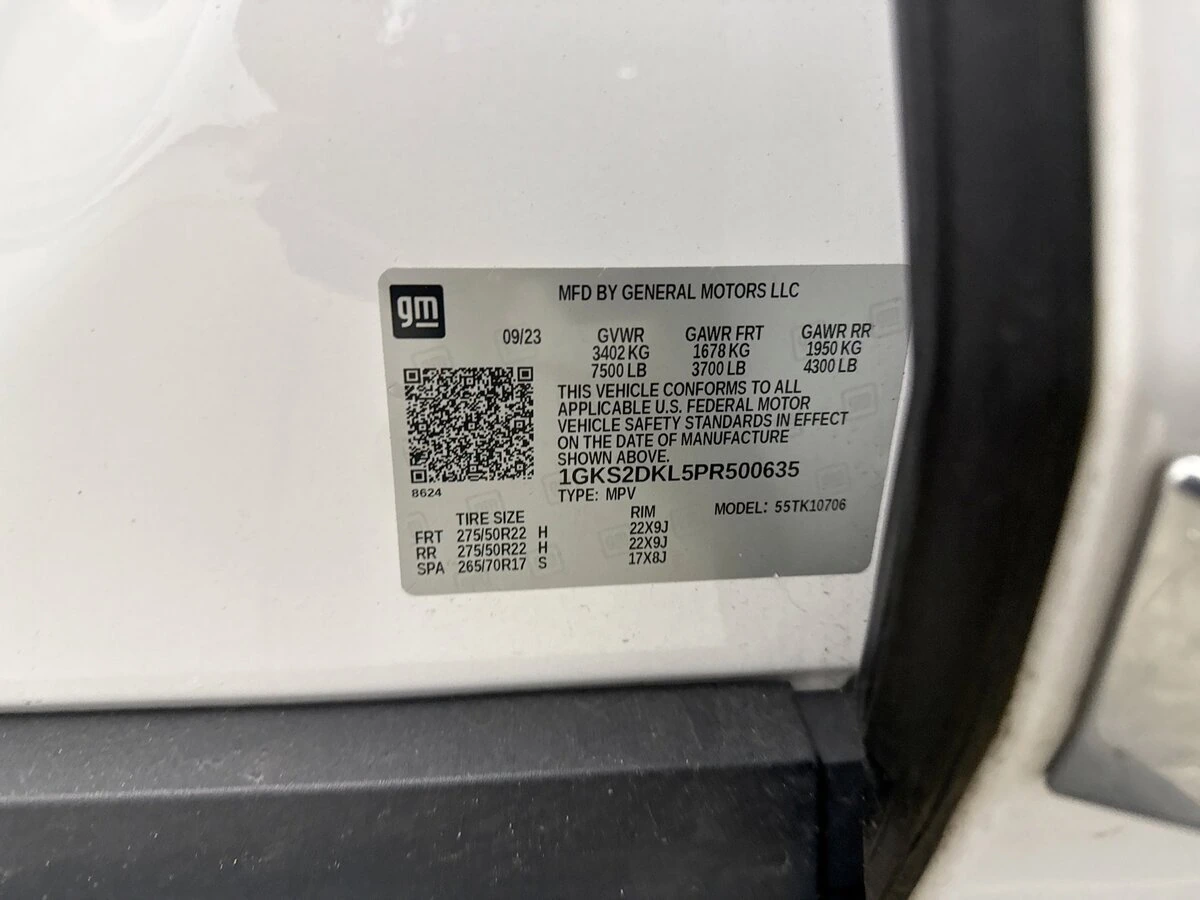 gm
MFD BY GENERAL MOTORS LLC
09/23 GVWR GAWR FRT GAWR RR
3402 KG 1678 KG 1950 KG
7500 LB 3700 LB 4300 LB
THIS VEHICLE CONFORMS TO ALL
APPLICABLE U.S. FEDERAL MOTOR
VEHICLE SAFETY STANDARDS IN EFFECT
ON THE DATE OF MANUFACTURE
SHOWN ABOVE.
1GKS2DKL5PR500635
8624
TYPE: MPV MODEL: 55TK10706
TIRE SIZE RIM
FRT 275/50R22 H 22X9J
RR 275/50R22 H 22X9J
SPA 265/70R17 S 17X8J